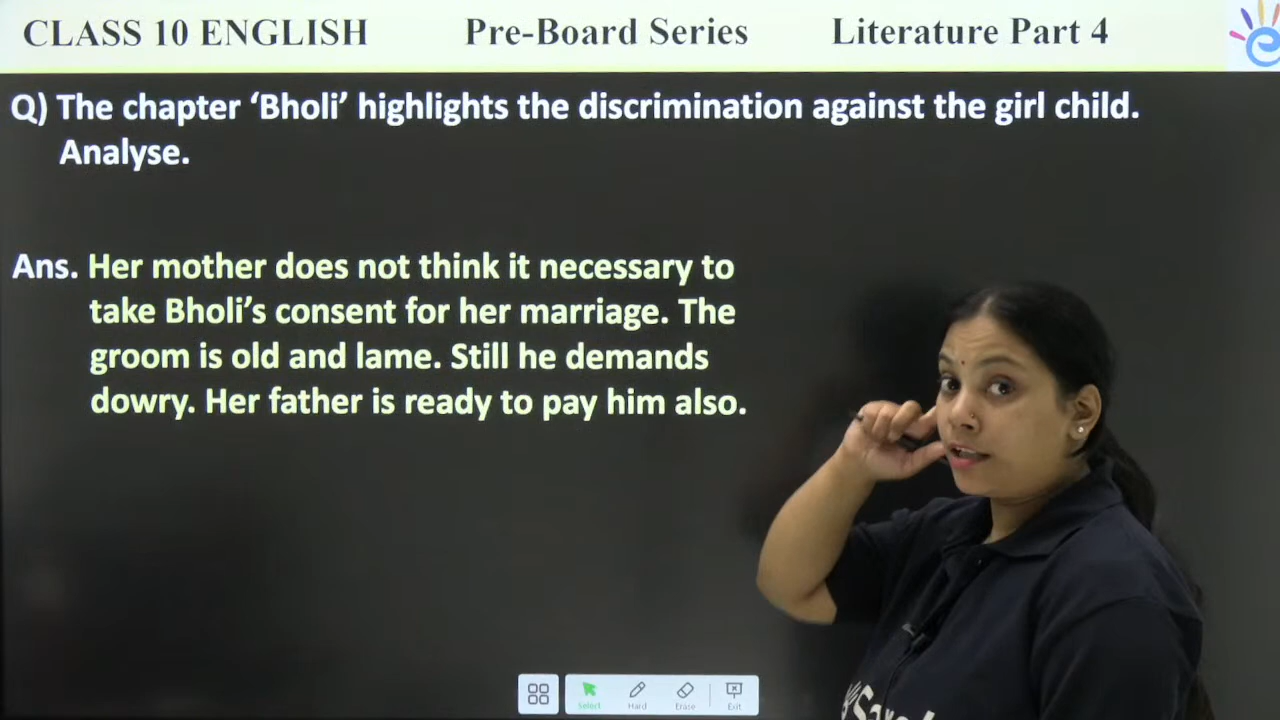 CLASS 10 ENGLISH Pre-Board Series Literature Part 4
Q) The chapter ‘Bholi’ highlights the discrimination against the girl child.
Analyse.
Ans. Her mother does not think it necessary to
take Bholi’s consent for her marriage. The
groom is old and lame. Still he demands
dowry. Her father is ready to pay him also.
Select Hard Erase Exit